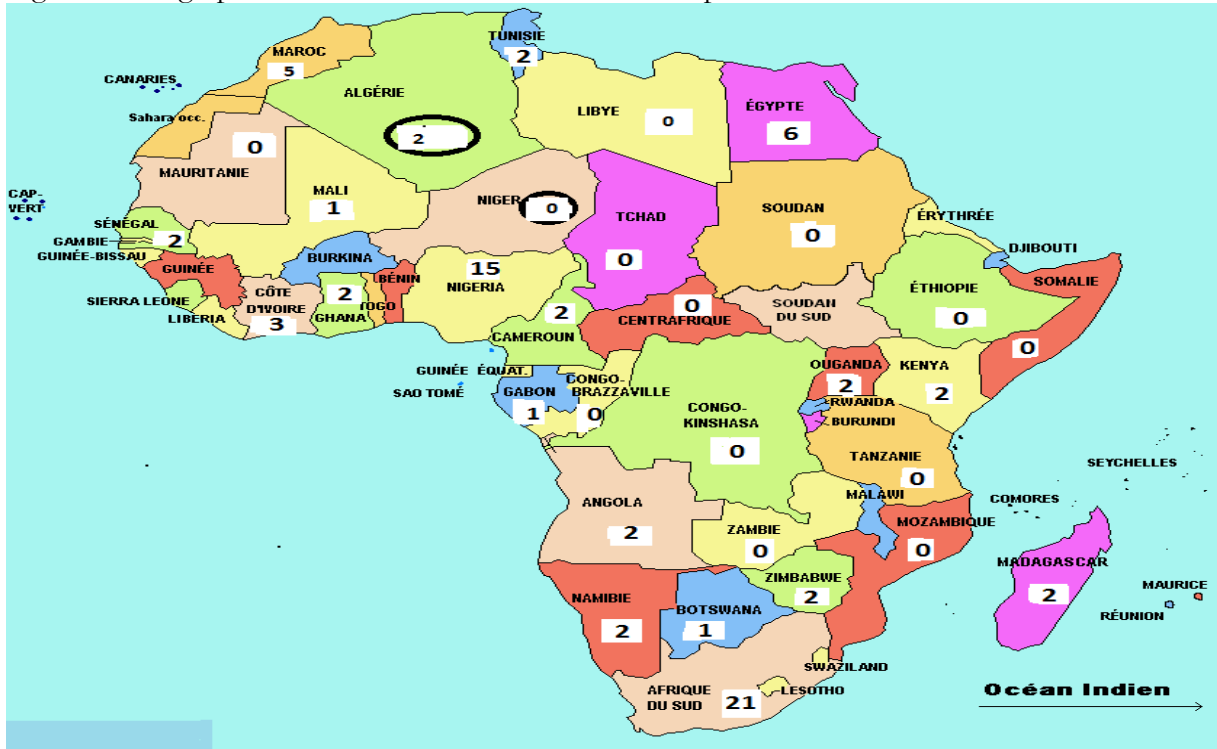 TUNISIE
2
MAROC
5
CANARIES
ALGÉRIE
2
LIBYE
0
ÉGYPTE
6
Sahara occ.
0
MAURITANIE
MALI
1
NIGER
0
CAP-
VERT
TCHAD
0
SOUDAN
0
ÉRYTHRÉE
SÉNÉGAL
2
GAMBIE
GUINÉE-BISSAU
DJIBOUTI
GUINÉE
BURKINA
BÉNIN
15
NIGERIA
SOMALIE
0
ÉTHIOPIE
0
SIERRA LEONE
CÔTE
D'IVOIRE
3
2
GHANA
TOGO
LIBERIA
2
CAMEROUN
0
CENTRAFRIQUE
SOUDAN
DU SUD
GUINÉE ÉQUAT.
SAO TOMÉ
GABON
1
CONGO-
BRAZZAVILLE
0
CONGO-
KINSHASA
0
OUGANDA
2
KENYA
2
RWANDA
BURUNDI
TANZANIE
0
SEYCHELLES
COMORES
ANGOLA
2
MALAWI
ZAMBIE
0
MOZAMBIQUE
0
MADAGASCAR
2
MAURICE
RÉUNION
ZIMBABWE
2
NAMIBIE
2
BOTSWANA
1
SWAZILAND
LESOTHO
AFRIQUE
DU SUD
21
Océan Indien